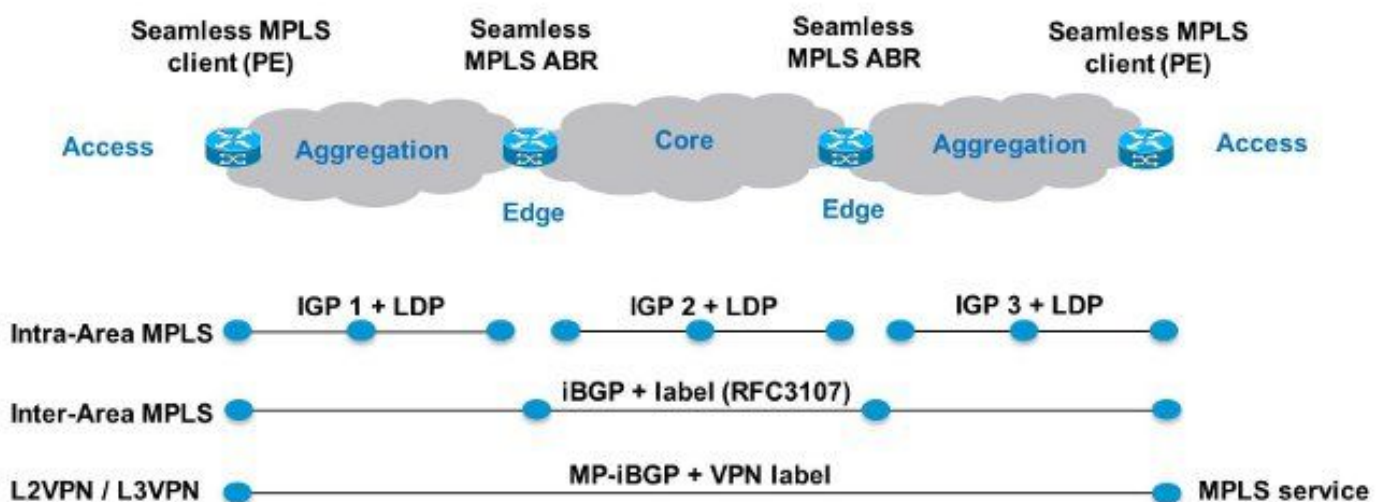 Seamless MPLS
client (PE)
Seamless
MPLS ABR
Seamless
MPLS ABR
Seamless MPLS
client (PE)
Access
Aggregation
Core
Aggregation
Access
Edge
Edge
IGP 1 + LDP
IGP 2 + LDP
IGP 3 + LDP
Intra-Area MPLS
iBGP + label (RFC3107)
Inter-Area MPLS
MP-iBGP + VPN label
L2VPN / L3VPN
MPLS service